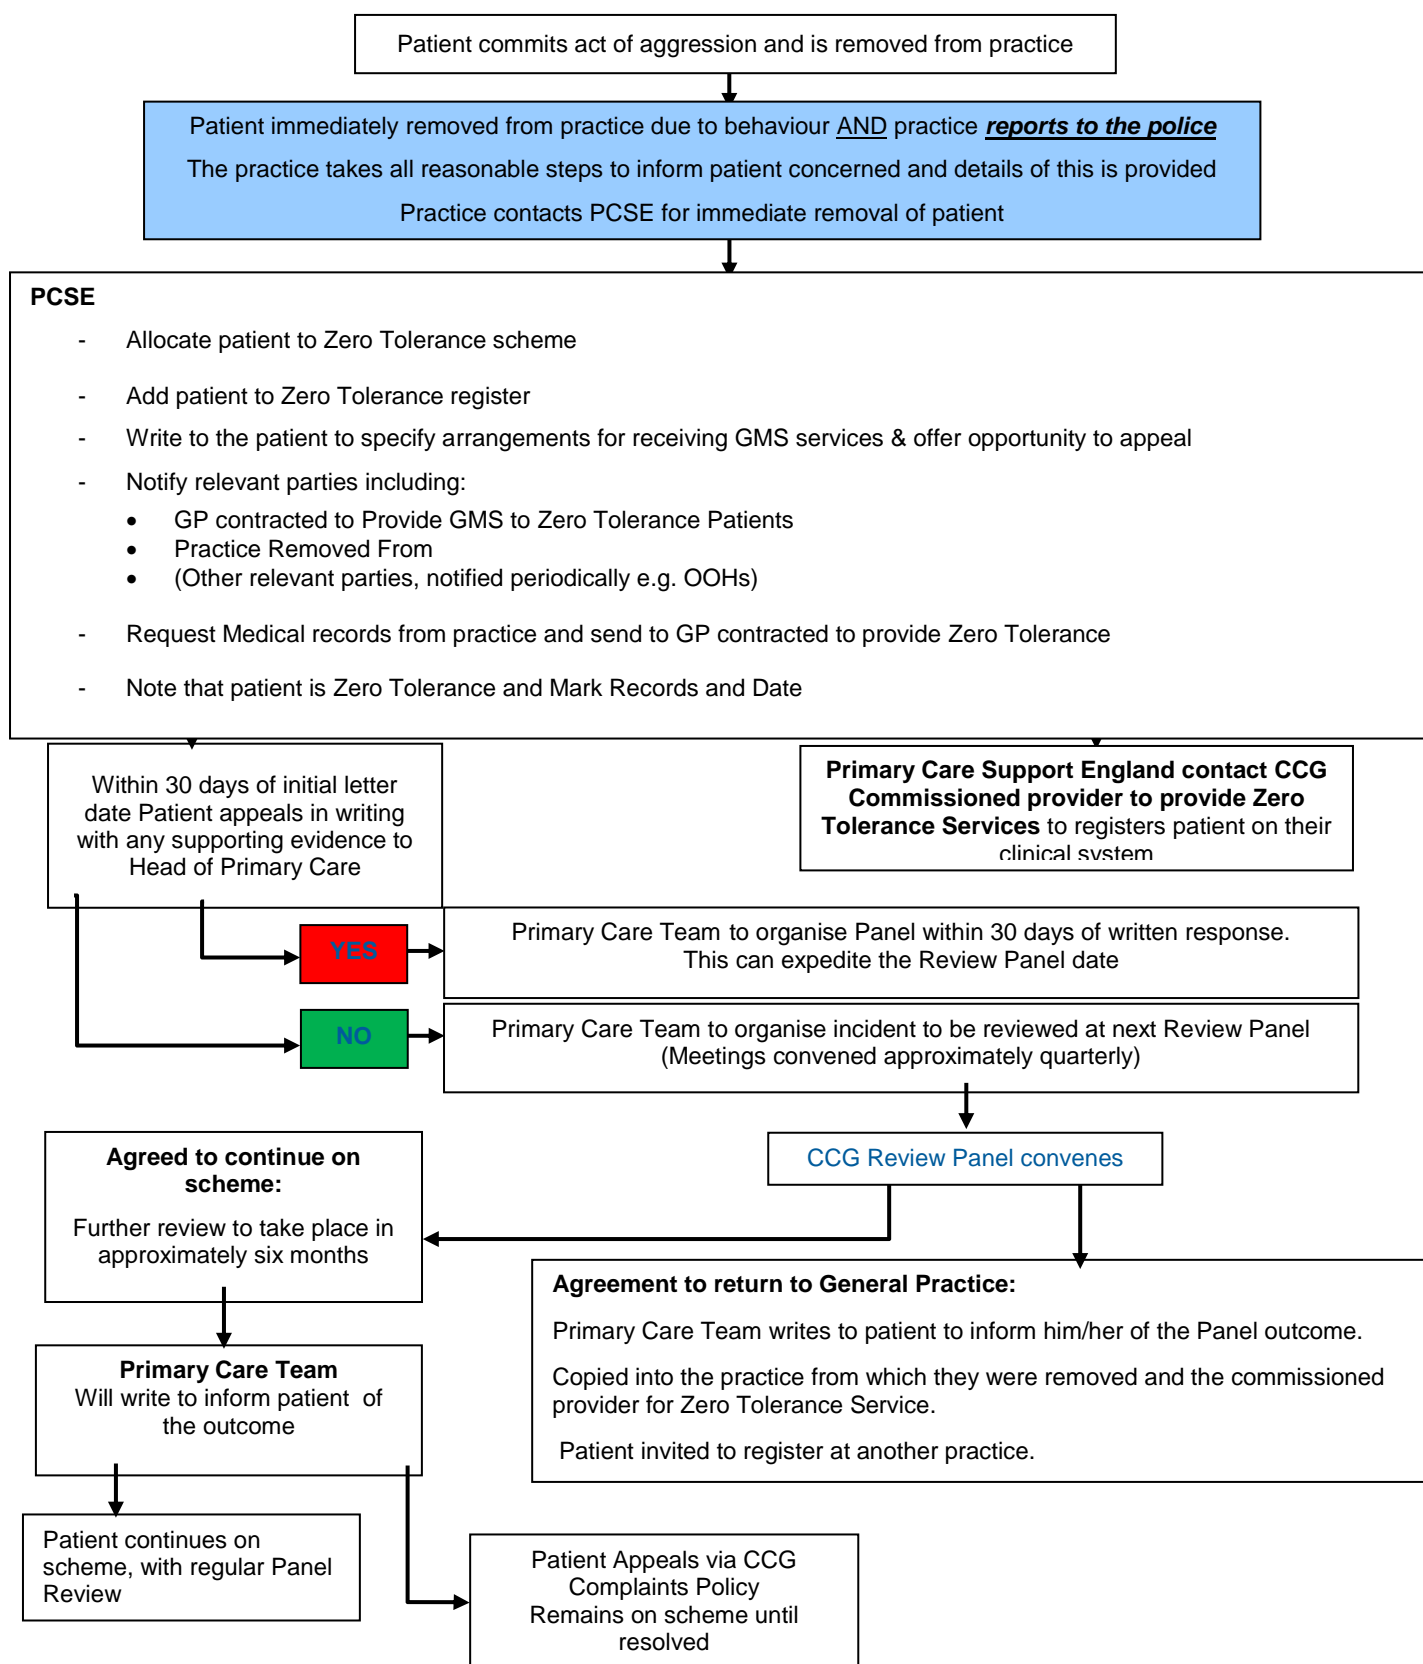 Patient commits act of aggression and is removed from practice
Patient immediately removed from practice due to behaviour AND practice reports to the police
The practice takes all reasonable steps to inform patient concerned and details of this is provided
Practice contacts PCSE for immediate removal of patient
PCSE
- Allocate patient to Zero Tolerance scheme
- Add patient to Zero Tolerance register
- Write to the patient to specify arrangements for receiving GMS services & offer opportunity to appeal
- Notify relevant parties including:
• GP contracted to Provide GMS to Zero Tolerance Patients
• Practice Removed From
• (Other relevant parties, notified periodically e.g. OOHs)
- Request Medical records from practice and send to GP contracted to provide Zero Tolerance
- Note that patient is Zero Tolerance and Mark Records and Date
Within 30 days of initial letter
date Patient appeals in writing
with any supporting evidence to
Head of Primary Care
Primary Care Support England contact CCG
Commissioned provider to provide Zero
Tolerance Services to registers patient on their
clinical system
YES
Primary Care Team to organise Panel within 30 days of written response.
This can expedite the Review Panel date
NO
Primary Care Team to organise incident to be reviewed at next Review Panel
(Meetings convened approximately quarterly)
CCG Review Panel convenes
Agreed to continue on
scheme:
Further review to take place in
approximately six months
Agreement to return to General Practice:
Primary Care Team writes to patient to inform him/her of the Panel outcome.
Copied into the practice from which they were removed and the commissioned
provider for Zero Tolerance Service.
Patient invited to register at another practice.
Primary Care Team
Will write to inform patient of
the outcome
Patient continues on
scheme, with regular Panel
Review
Patient Appeals via CCG
Complaints Policy
Remains on scheme until
resolved